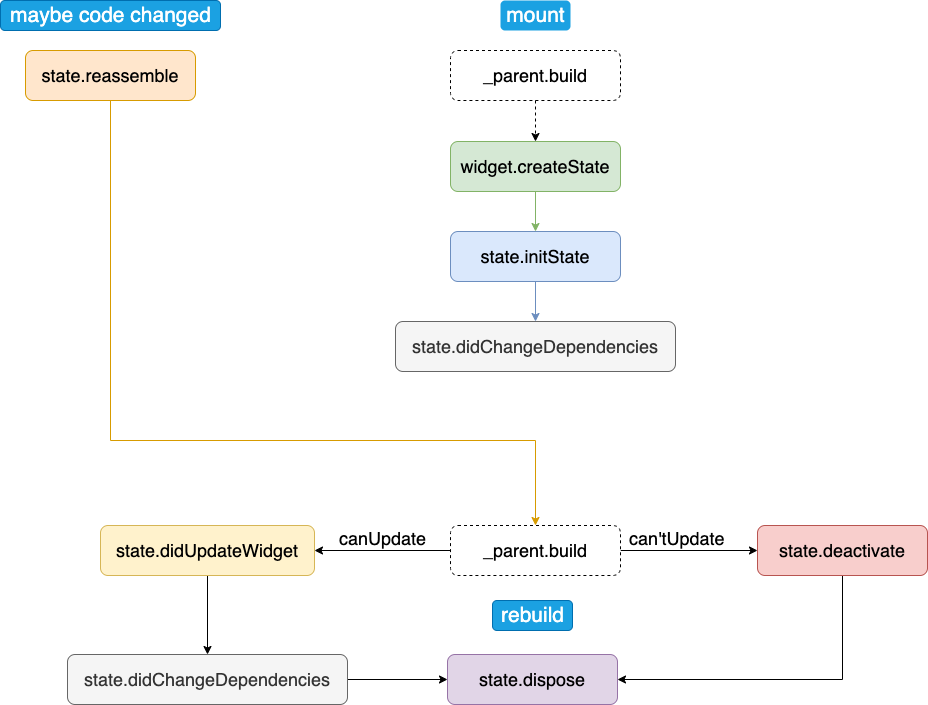 maybe code changed
mount
state.reassemble
_parent.build
widget.createState
state.initState
state.didChangeDependencies
state.didUpdateWidget
canUpdate
_parent.build
can'tUpdate
state.deactivate
rebuild
state.didChangeDependencies
state.dispose